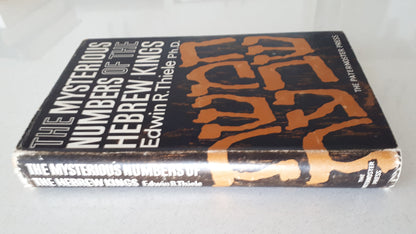 THE MYSTERIOUS
NUMBERS OF THE
HEBREW KINGS
Edwin R. Thiele Ph.D.
THE PATERNOSTER PRESS
THE MYSTERIOUS NUMBERS OF
THE HEBREW KINGS Edwin R. Thiele
THE
PATERNOSTER
PRESS